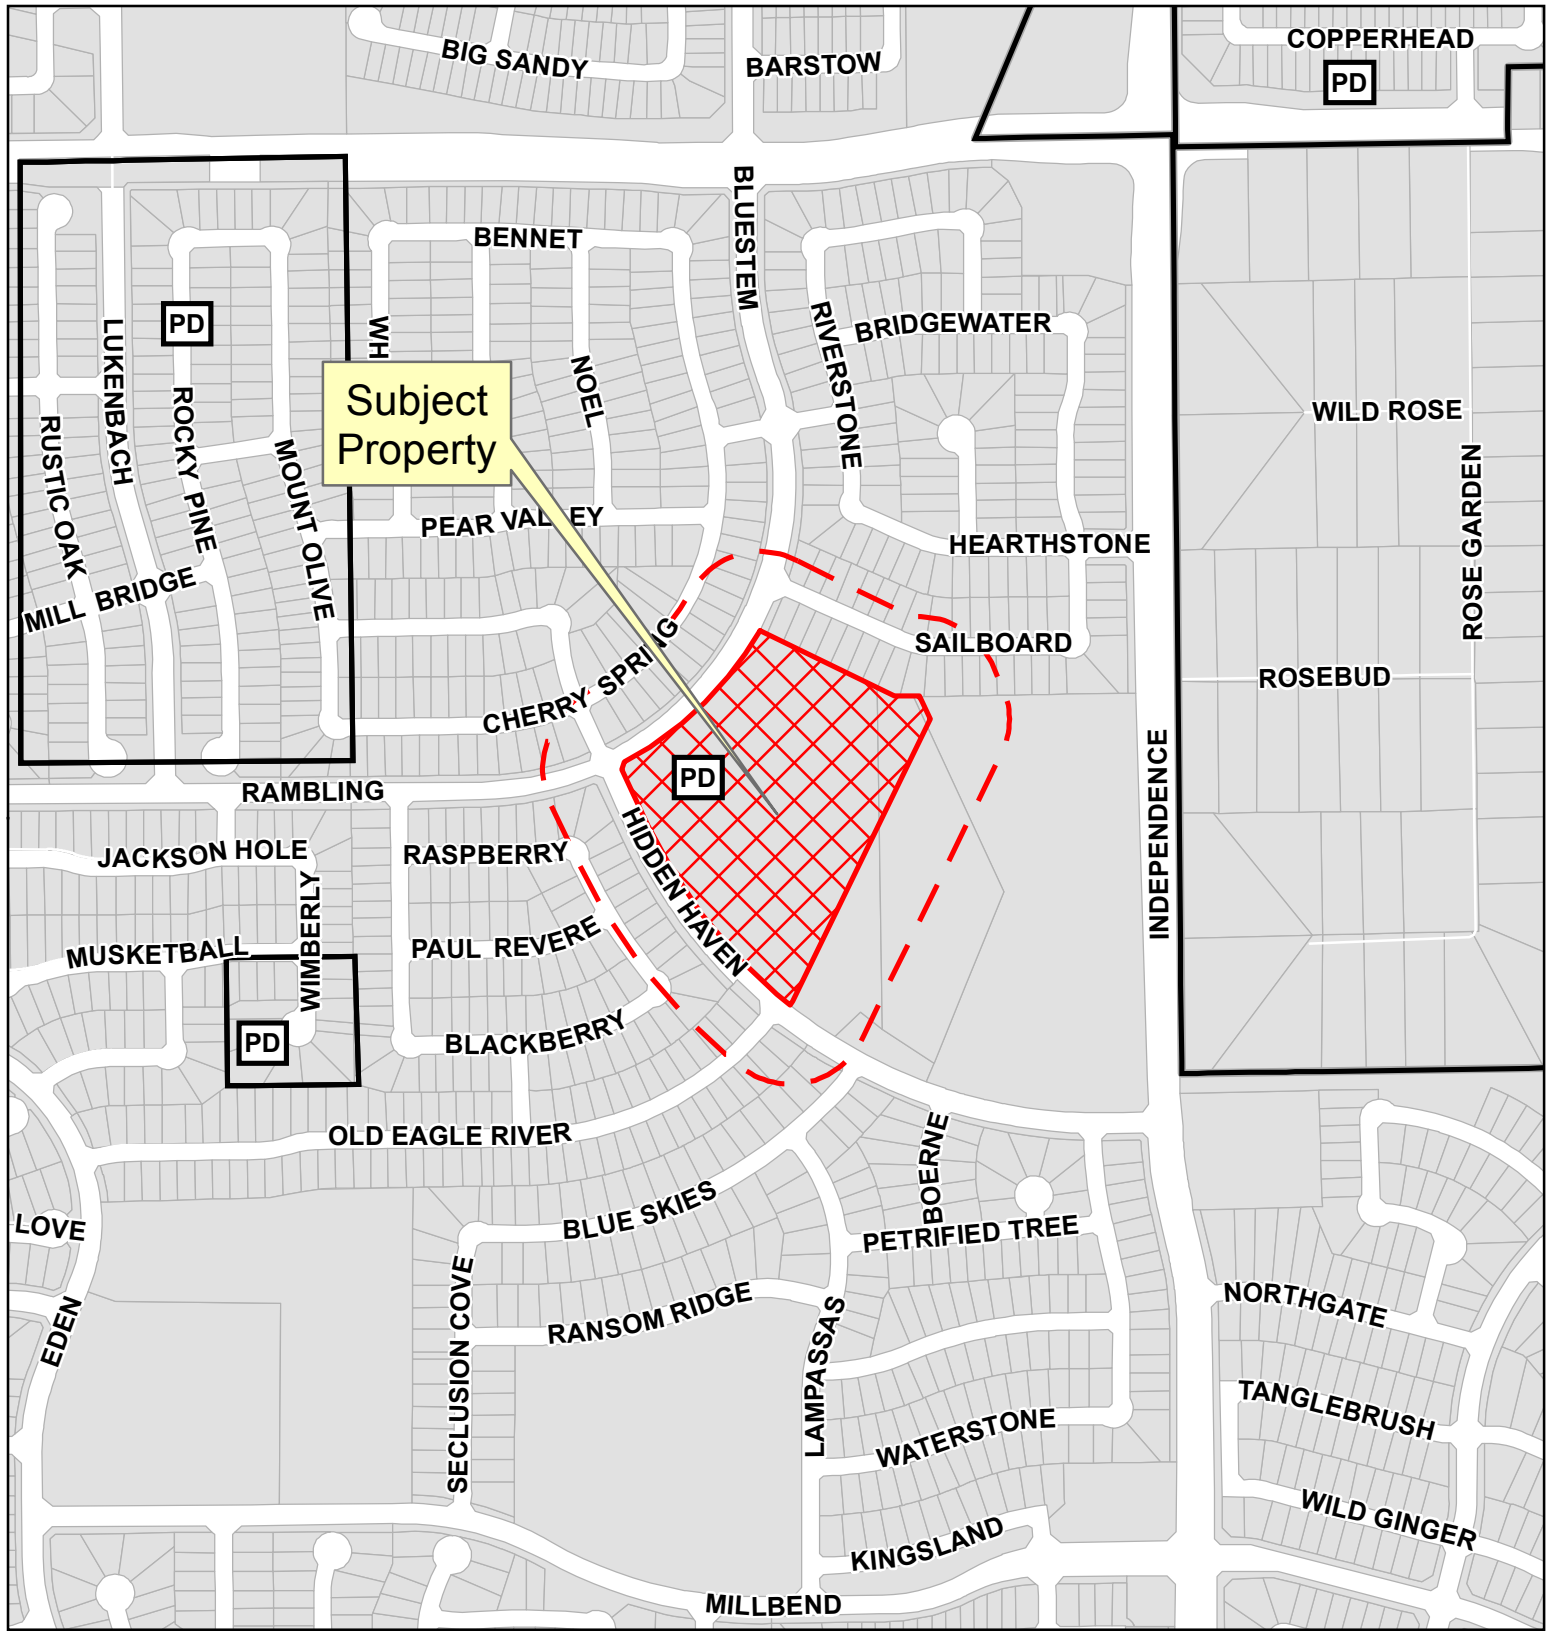 COPPERHEAD
BIG SANDY
BARSTOW
PD
BLUESTEM
BENNET
PD
LUKENBACH
WH
RIVERSTONE
BRIDGEWATER
NOEL
Subject
Property
ROCKY PINE
RUSTIC OAK
MOUNT OLIVE
WILD ROSE
ROSE GARDEN
PEAR VALLEY
HEARTHSTONE
MILL BRIDGE
SAILBOARD
CHERRY SPRING
ROSEBUD
INDEPENDENCE
PD
RAMBLING
HIDDEN HAVEN
JACKSON HOLE
RASPBERRY
WIMBERLY
MUSKETBALL
PAUL REVERE
PD
BLACKBERRY
OLD EAGLE RIVER
BOERNE
LOVE
BLUE SKIES
PETRIFIED TREE
SECLUSION COVE
EDEN
RANSOM RIDGE
LAMPASSAS
NORTHGATE
TANGLEBRUSH
WATERSTONE
WILD GINGER
KINGSLAND
MILLBEND